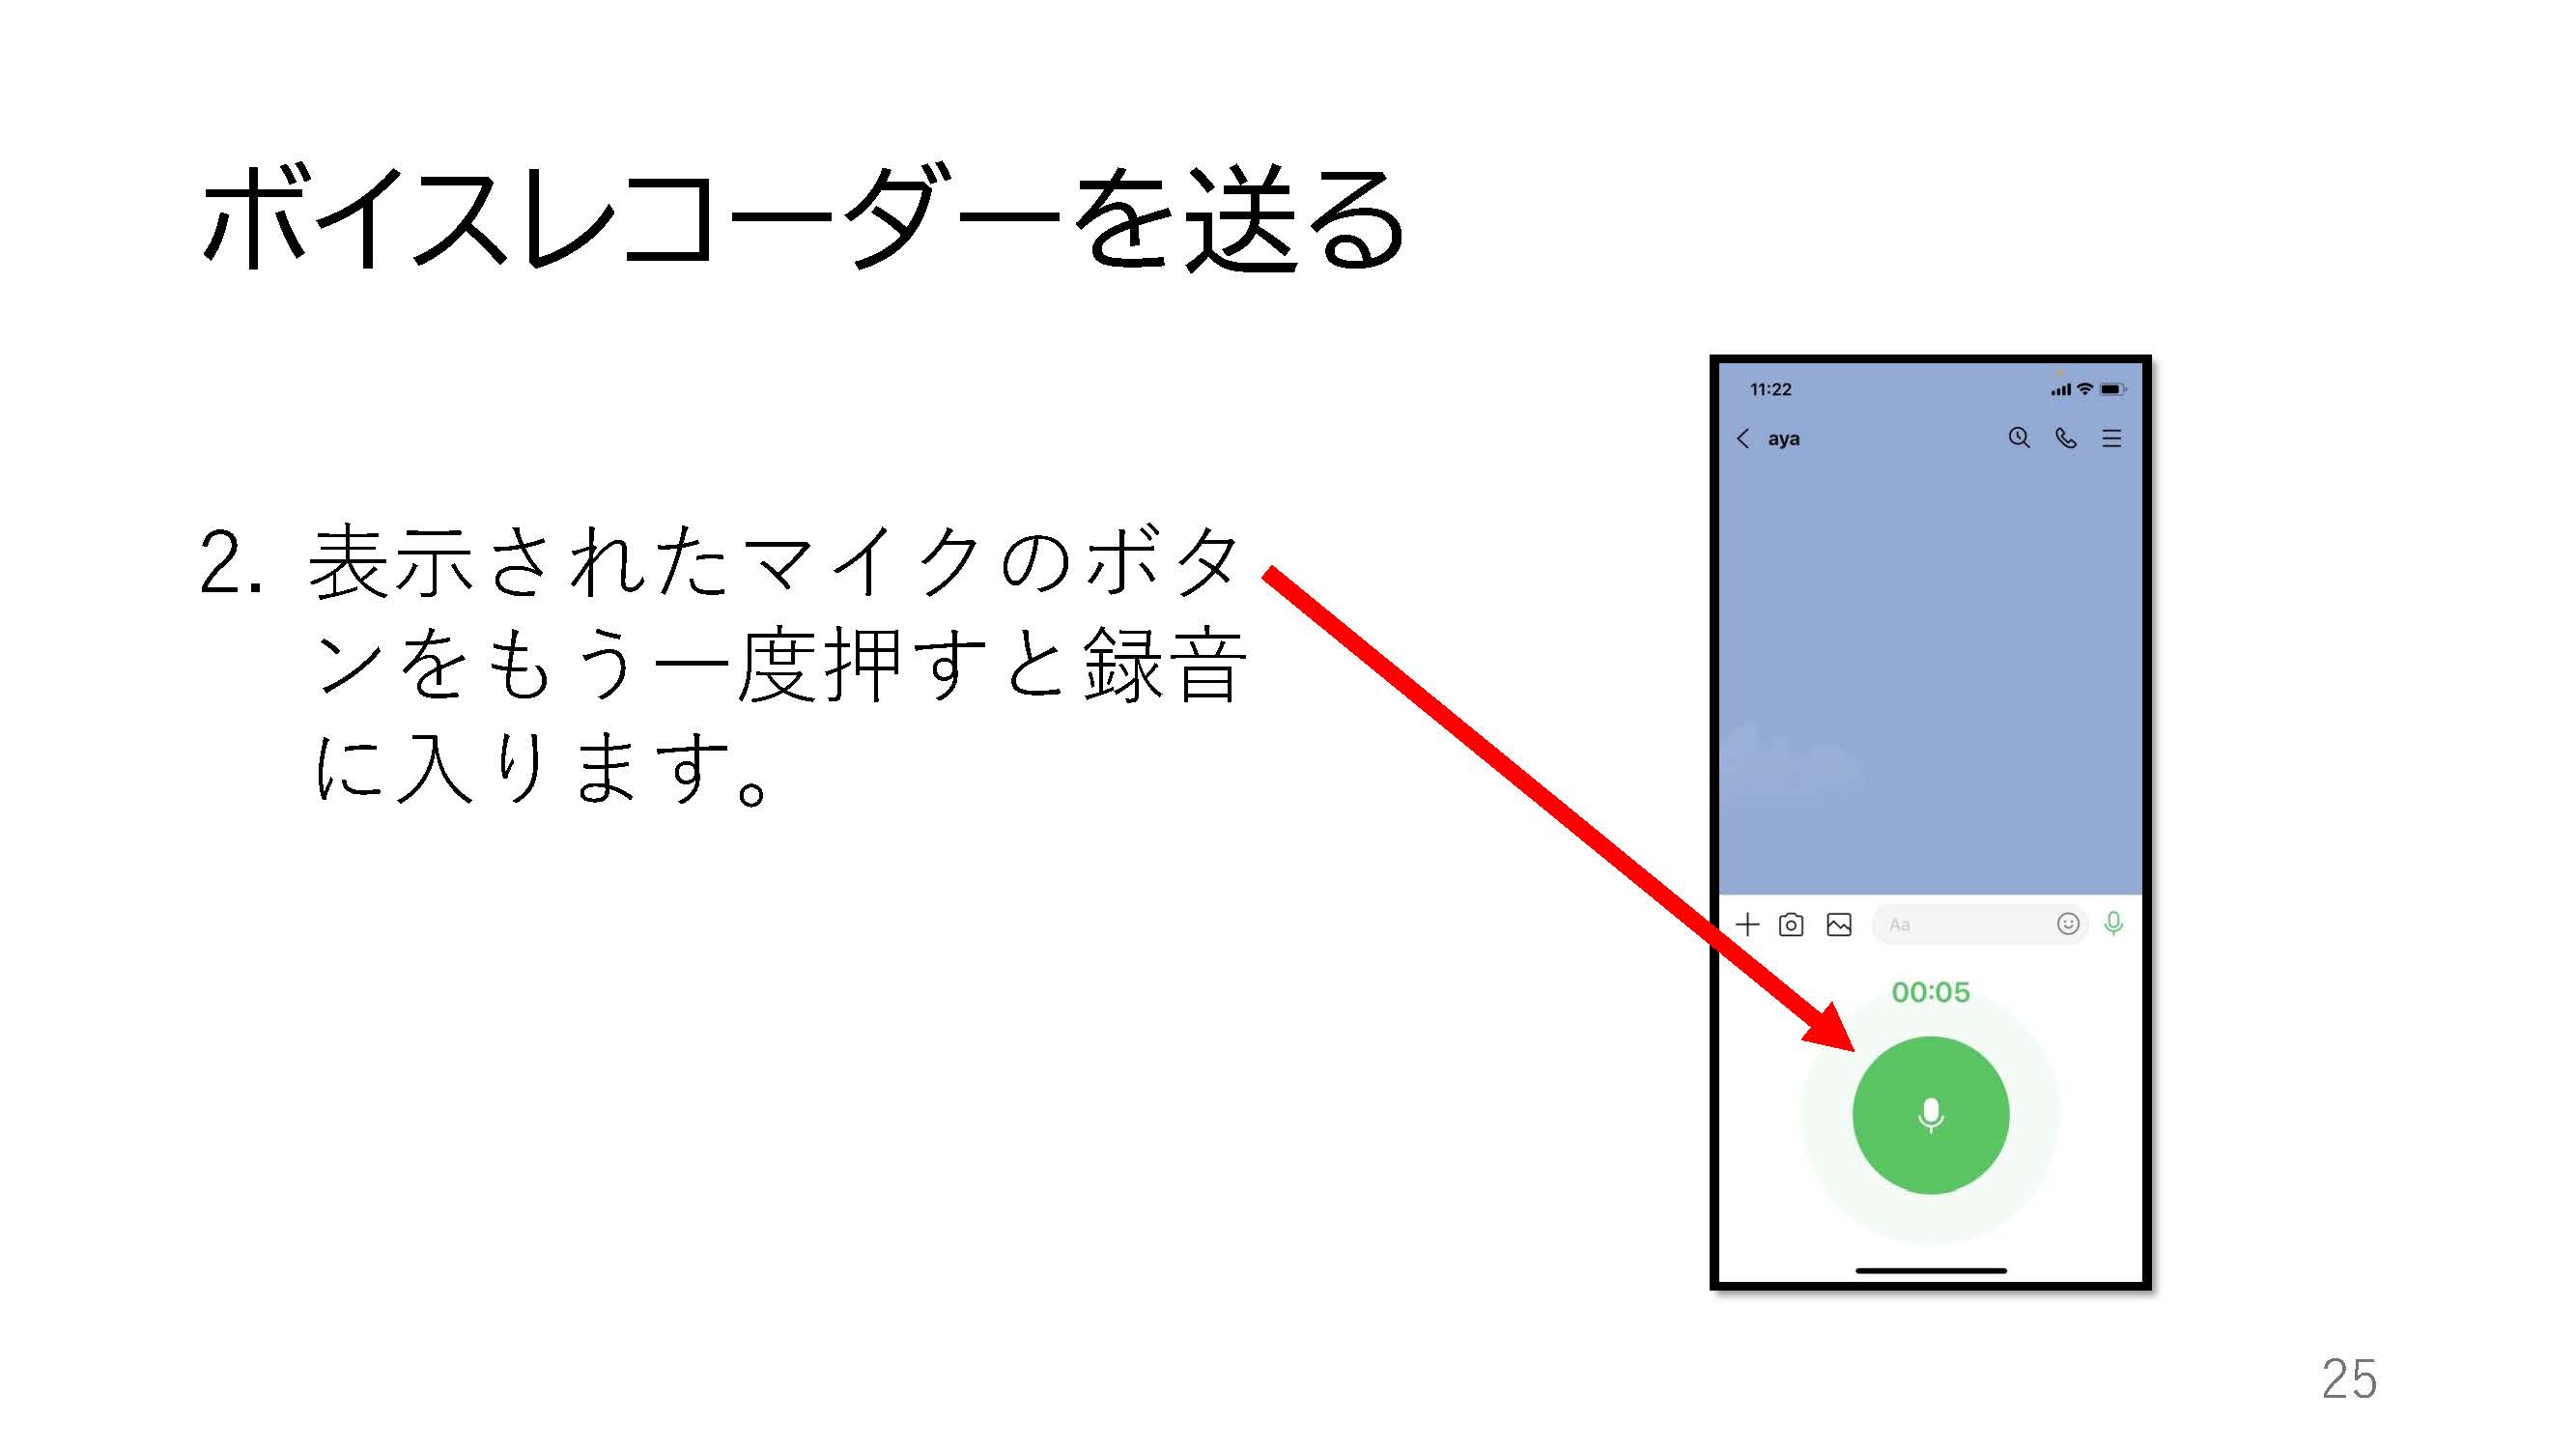 ボイスレコーダーを送る
2. 表示されたマイクのボタ
ンをもう一度押すと録音
に入ります。
11:22
aya
Aa
00:05
25